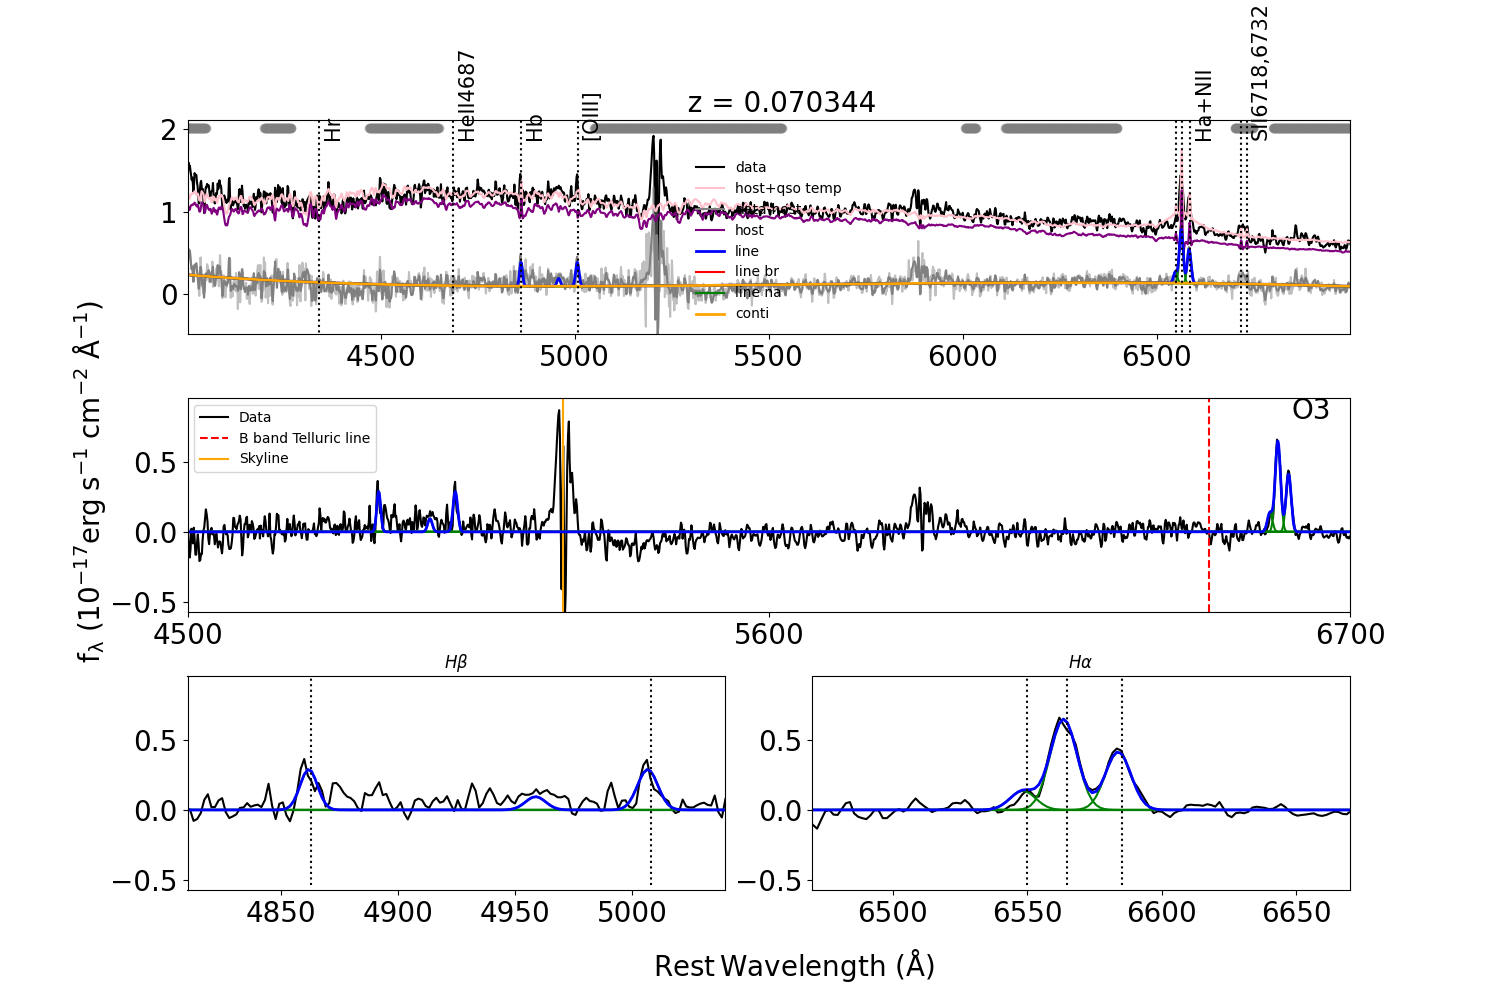 Hr
HeII4687
Hb
[OIII]
Ha+NII
SII6718,6732
z = 0.070344
2
1
0
data
host+qso temp
host
line
line br
line na
conti
4500 5000 5500 6000 6500
fλ (10⁻¹⁷erg s⁻¹ cm⁻² Å⁻¹)
Data
B band Telluric line
Skyline
O3
0.5
0.0
−0.5
4500 5600 6700
Hβ
0.5
0.0
−0.5
4850 4900 4950 5000
Hα
0.5
0.0
−0.5
6500 6550 6600 6650
Rest Wavelength (Å)